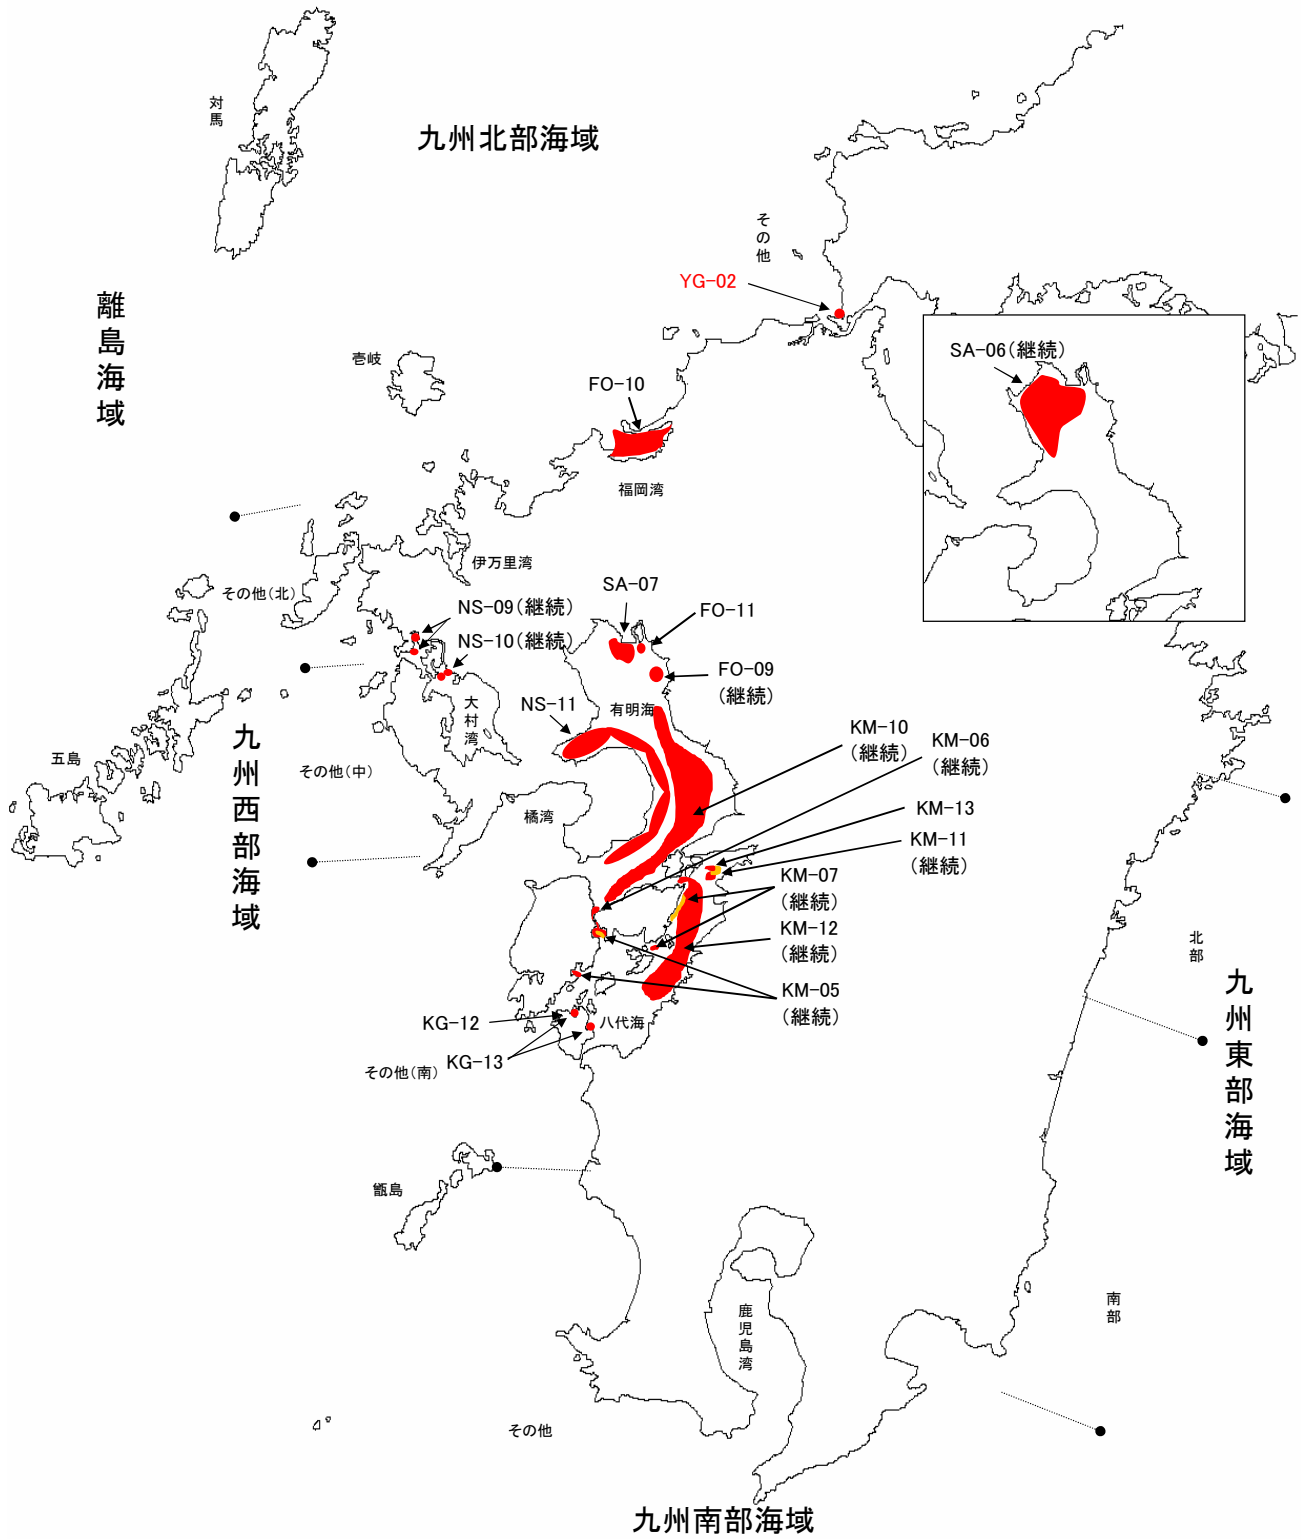 対馬
九州北部海域
その他
YG-02
離島海域
壱岐
SA-06(継続)
FO-10
福岡湾
伊万里湾
その他(北)
SA-07
NS-09(継続)
FO-11
NS-10(継続)
FO-09
(継続)
NS-11
大村湾
有明海
KM-10
(継続)
KM-06
(継続)
五島
九州西部海域
その他(中)
橘湾
KM-13
KM-11
(継続)
KM-07
(継続)
KM-12
(継続)
北部
九州東部海域
KM-05
(継続)
KG-12
八代海
KG-13
その他(南)
甑島
鹿児島湾
南部
その他
九州南部海域